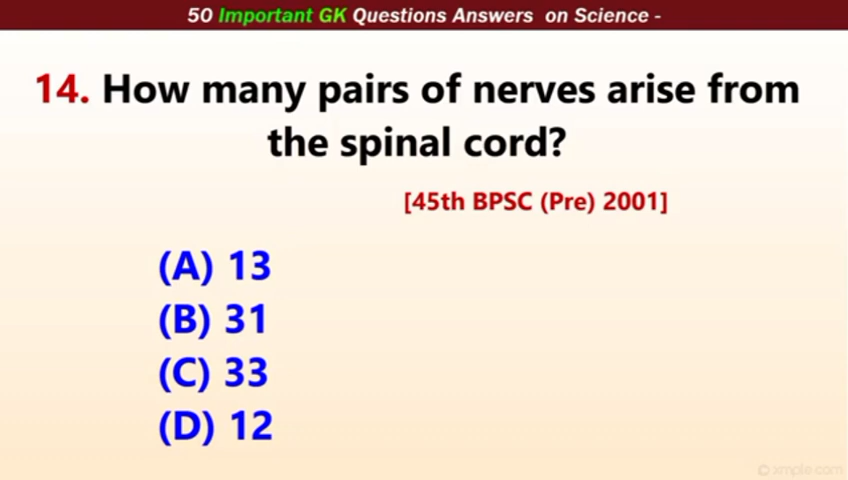 50 Important GK Questions Answers on Science -
14. How many pairs of nerves arise from
the spinal cord?
[45th BPSC (Pre) 2001]
(A) 13
(B) 31
(C) 33
(D) 12
© xmple.com